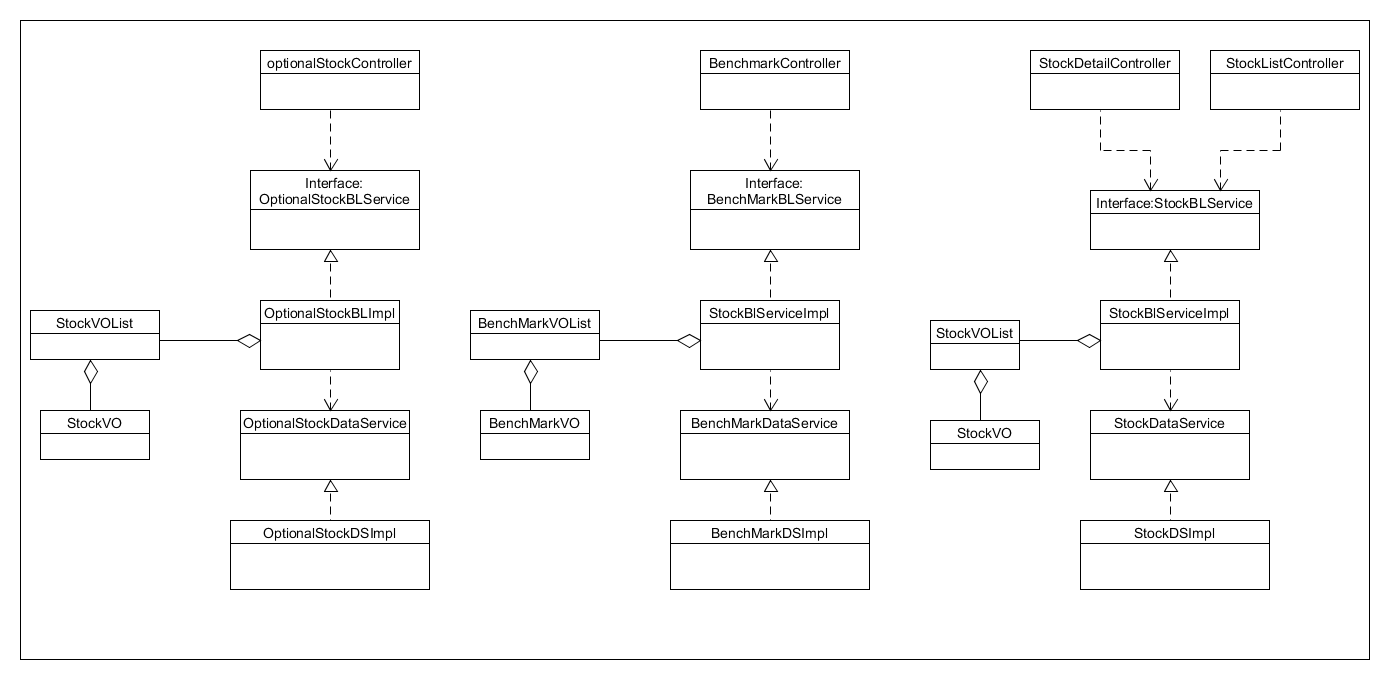 optionalStockController
BenchmarkController
StockDetailController
StockListController
Interface:
OptionalStockBLService
Interface:
BenchMarkBLService
Interface:StockBLService
StockVOList
OptionalStockBLImpl
BenchMarkVOList
StockBlServiceImpl
StockVOList
StockBlServiceImpl
StockVO
OptionalStockDataService
BenchMarkVO
BenchMarkDataService
StockVO
StockDataService
OptionalStockDSImpl
BenchMarkDSImpl
StockDSImpl